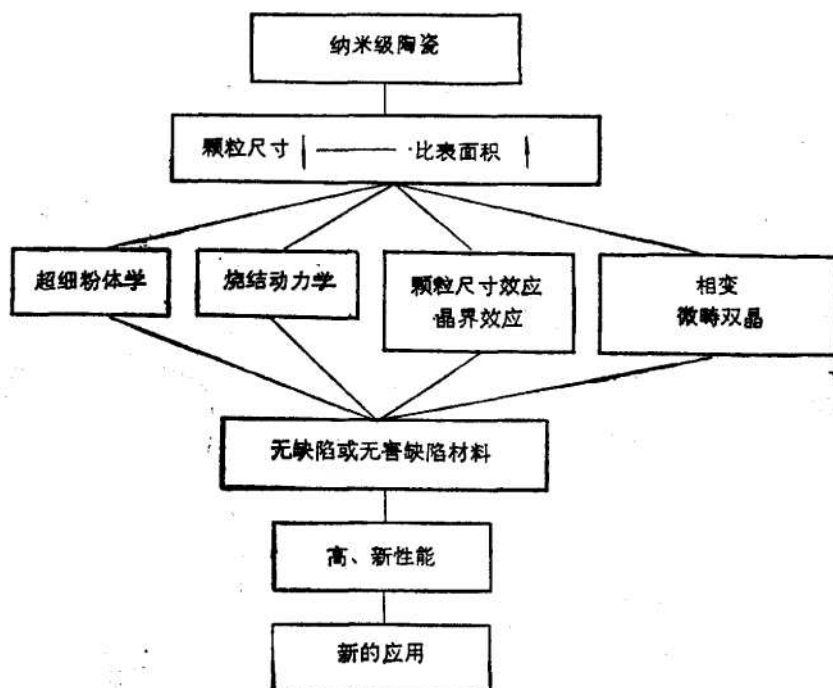 纳米级陶瓷
颗粒尺寸 比表面积
超细粉体学
烧结动力学
颗粒尺寸效应
晶界效应
相变
微畴双晶
无缺陷或无害缺陷材料
高、新性能
新的应用